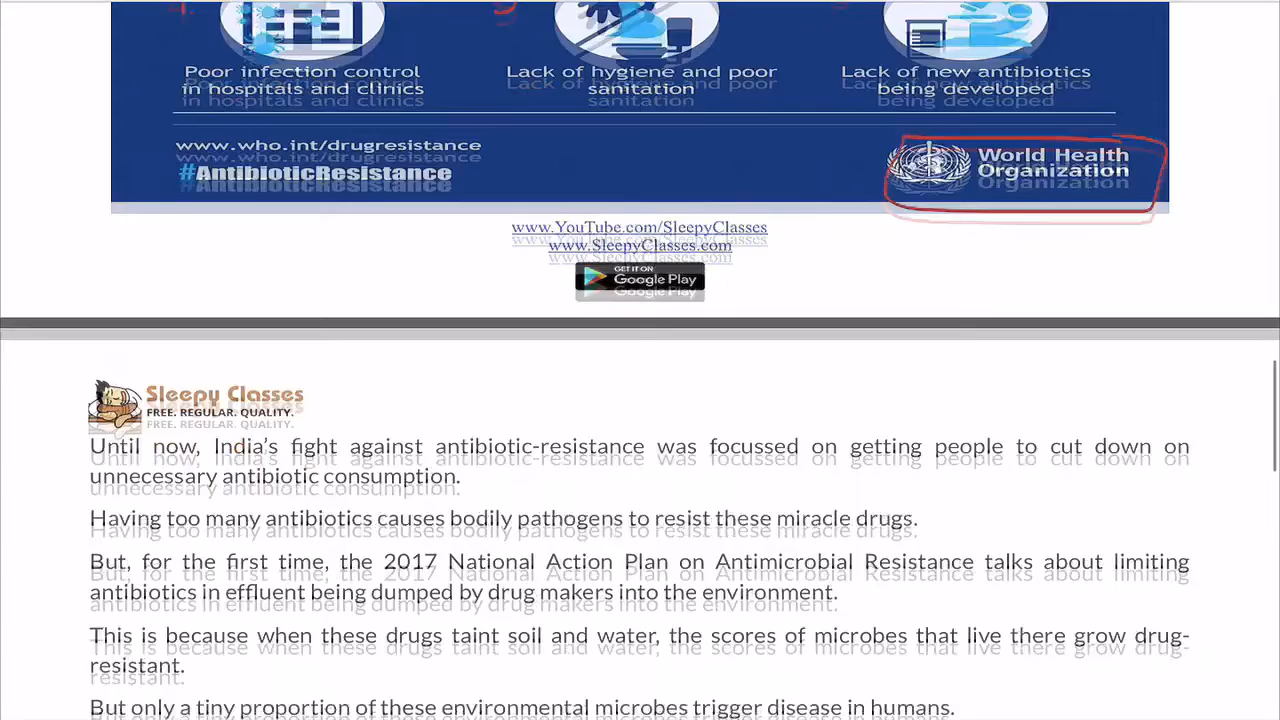 Poor infection control
in hospitals and clinics
Lack of hygiene and poor
sanitation
Lack of new antibiotics
being developed
www.who.int/drugresistance
#AntibioticResistance
World Health
Organization
www.YouTube.com/SleepyClasses
www.SleepyClasses.com
GET IT ON
Google Play
Sleepy Classes
FREE. REGULAR. QUALITY.
Until now, India's fight against antibiotic-resistance was focussed on getting people to cut down on
unnecessary antibiotic consumption.
Having too many antibiotics causes bodily pathogens to resist these miracle drugs.
But, for the first time, the 2017 National Action Plan on Antimicrobial Resistance talks about limiting
antibiotics in effluent being dumped by drug makers into the environment.
This is because when these drugs taint soil and water, the scores of microbes that live there grow drug-
resistant.
But only a tiny proportion of these environmental microbes trigger disease in humans.